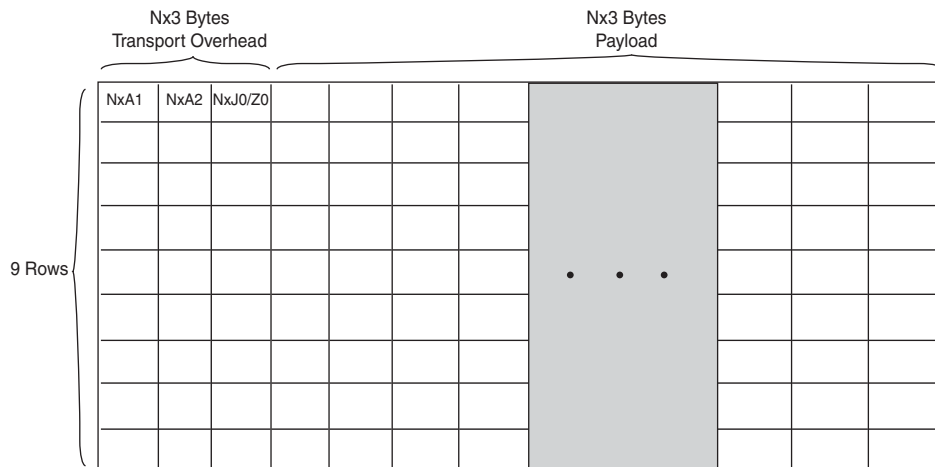 Nx3 Bytes
Transport Overhead
Nx3 Bytes
Payload
NxA1 NxA2 NxJ0/Z0
9 Rows